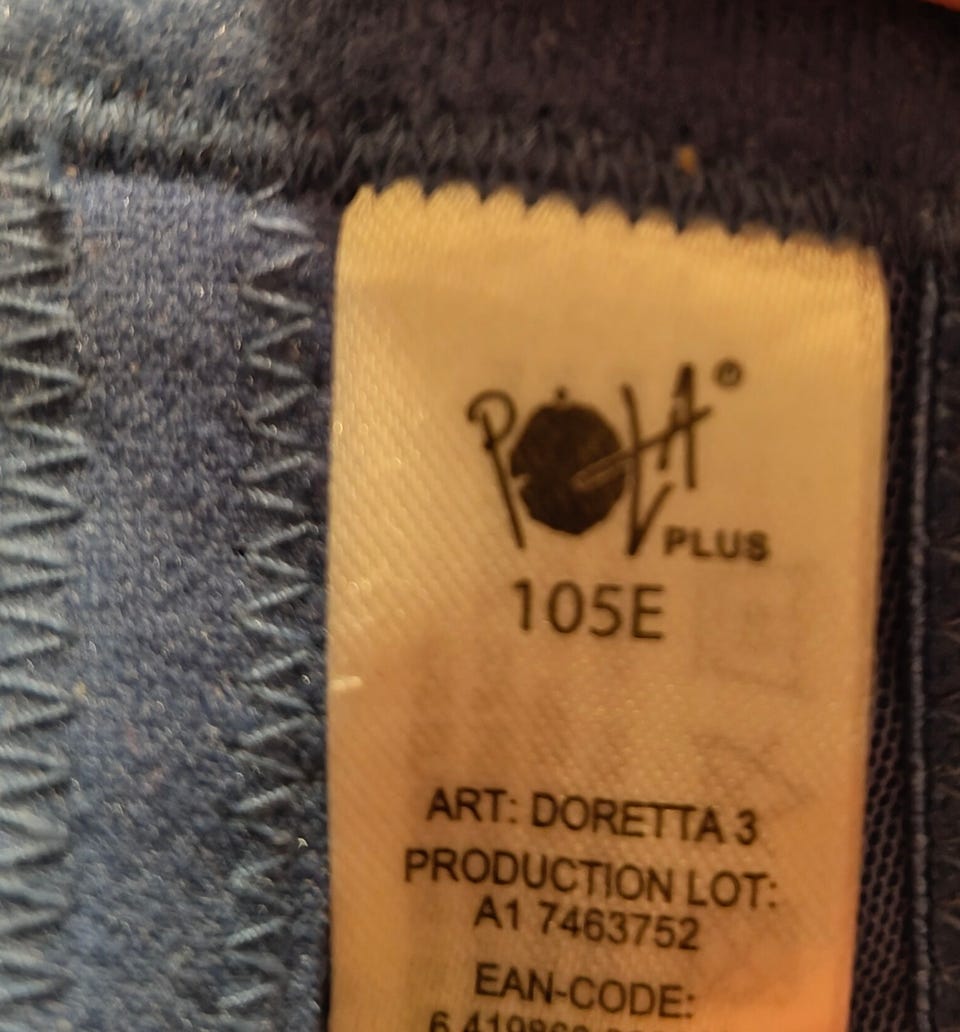 POLA®
PLUS
105E
ART: DORETTA 3
PRODUCTION LOT:
A1 7463752
EAN-CODE: